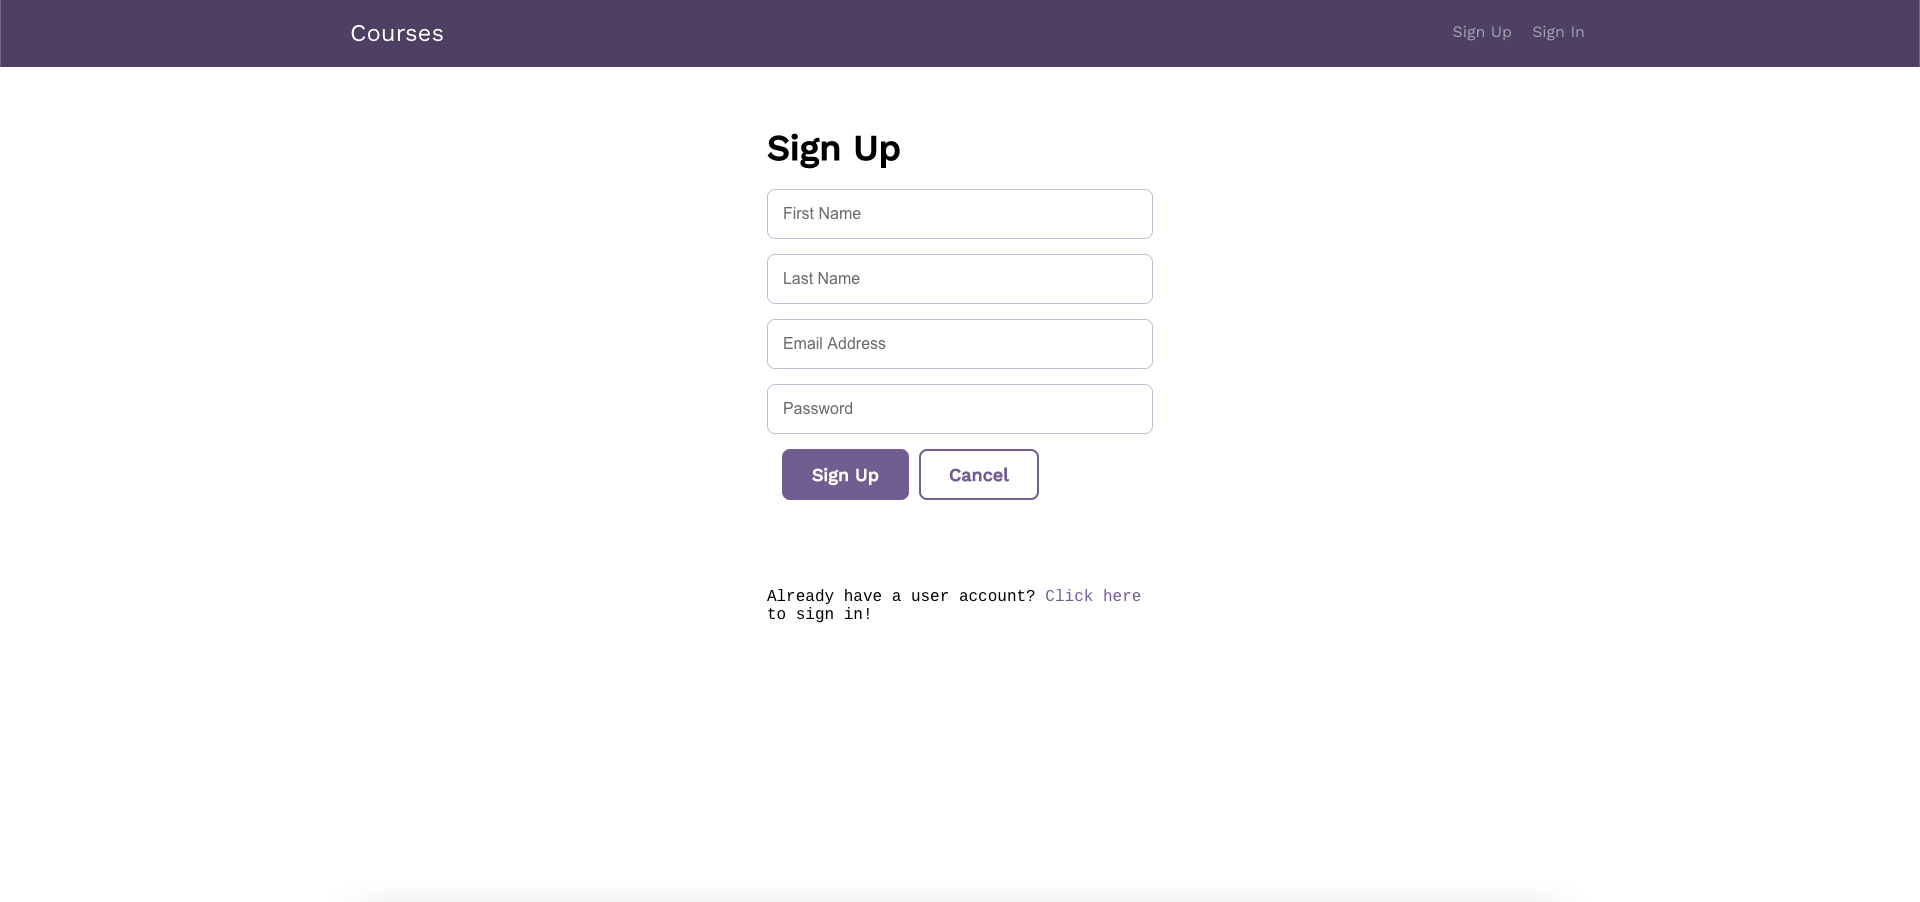 Courses
Sign Up
Sign In
Sign Up
First Name
Last Name
Email Address
Password
Sign Up
Cancel
Already have a user account? Click here
to sign in!